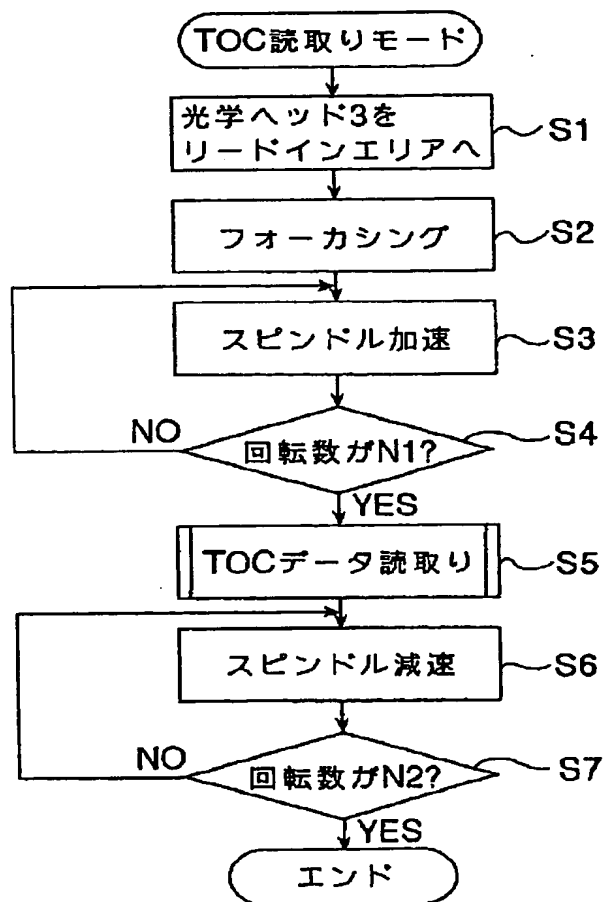 TOC読取りモード
光学ヘッド3を
リードインエリアへ
S1
フォーカシング
S2
スピンドル加速
S3
NO
回転数がN1?
S4
YES
TOCデータ読取り
S5
スピンドル減速
S6
NO
回転数がN2?
S7
YES
エンド